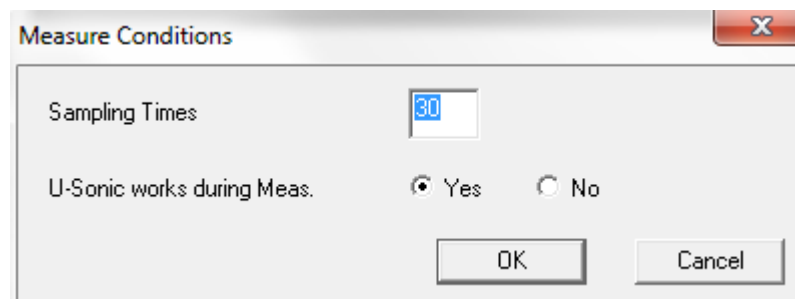 Measure Conditions
Sampling Times 30
U-Sonic works during Meas. Yes No
OK Cancel